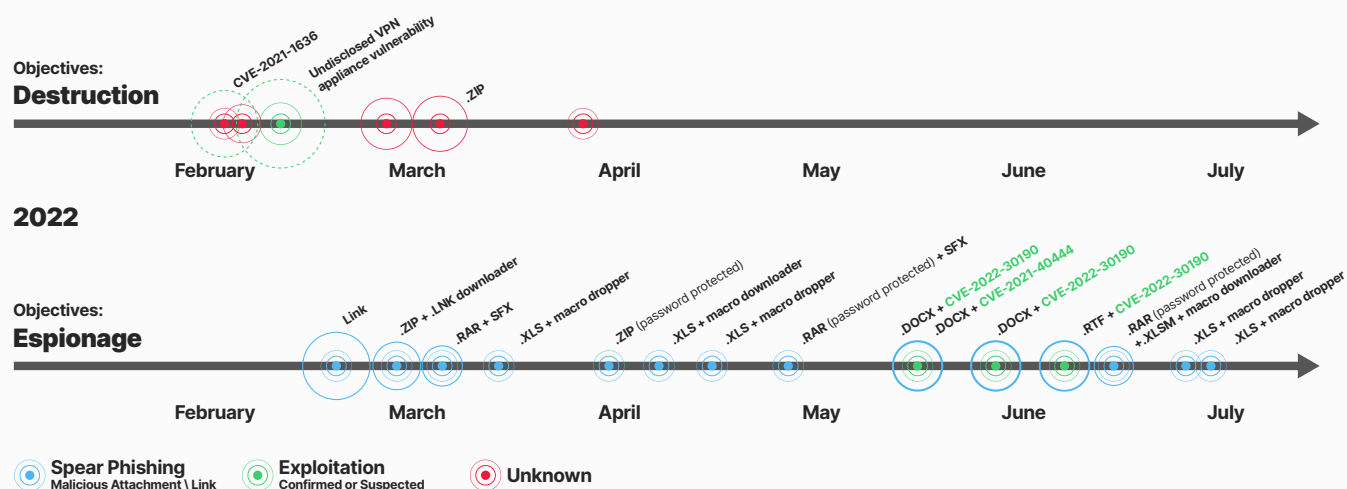 CVE-2021-1636
Undisclosed VPN
appliance vulnerability
.ZIP
Objectives:
Destruction
February
March
April
May
June
July
2022
Objectives:
Espionage
Link
.ZIP + .LNK downloader
.RAR + SFX
.XLS + macro dropper
.ZIP (password protected)
.XLS + macro downloader
.XLS + macro dropper
.RAR (password protected) + SFX
.DOCX + CVE-2022-30190
.DOCX + CVE-2021-40444
.DOCX + CVE-2022-30190
.RTF + CVE-2022-30190
.RAR (password protected)
+ .XLSM + macro downloader
.XLS + macro dropper
.XLS + macro dropper
February
March
April
May
June
July
Spear Phishing
Malicious Attachment \ Link
Exploitation
Confirmed or Suspected
Unknown